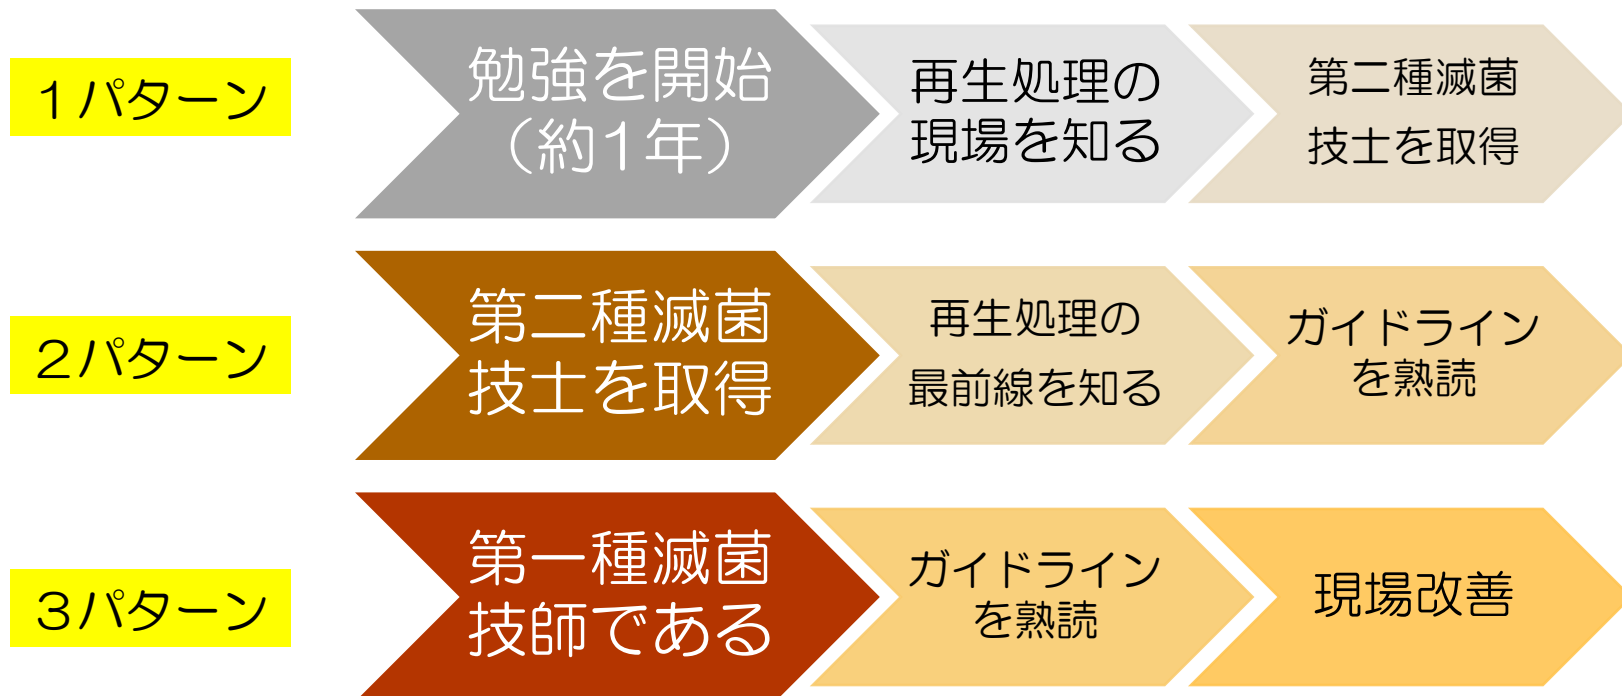 1パターン
勉強を開始
（約1年）
再生処理の
現場を知る
第二種滅菌
技士を取得
2パターン
第二種滅菌
技士を取得
再生処理の
最前線を知る
ガイドライン
を熟読
3パターン
第一種滅菌
技師である
ガイドライン
を熟読
現場改善